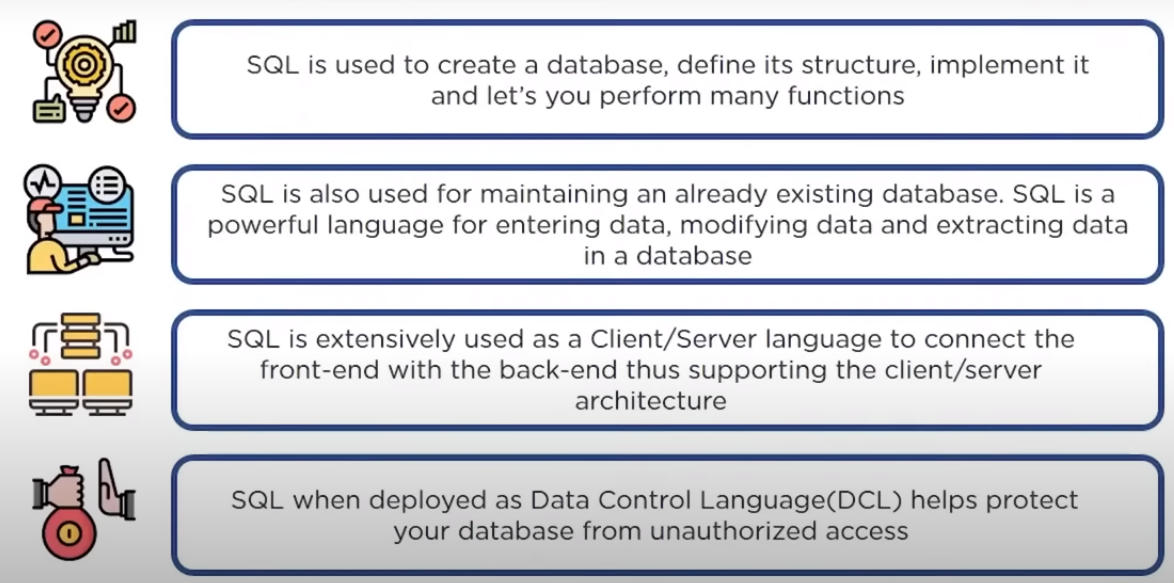 SQL is used to create a database, define its structure, implement it
and let's you perform many functions
SQL is also used for maintaining an already existing database. SQL is a
powerful language for entering data, modifying data and extracting data
in a database
SQL is extensively used as a Client/Server language to connect the
front-end with the back-end thus supporting the client/server
architecture
SQL when deployed as Data Control Language(DCL) helps protect
your database from unauthorized access